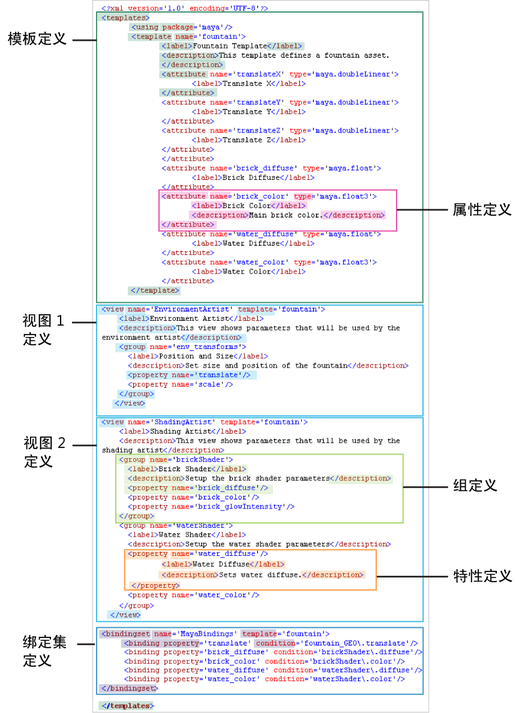 <?xml version='1.0' encoding='UTF-8'?>
<templates>
<using package='maya'/>
<template name='fountain'>
<label>Fountain Template</label>
<description>This template defines a fountain asset.
</description>
<attribute name='translateX' type='maya.doubleLinear'>
<label>Translate X</label>
</attribute>
<attribute name='translateY' type='maya.doubleLinear'>
<label>Translate Y</label>
</attribute>
<attribute name='translateZ' type='maya.doubleLinear'>
<label>Translate Z</label>
</attribute>
</attribute>
<attribute name='brick_diffuse' type='maya.float'>
<label>Brick Diffuse</label>
</attribute>
<attribute name='brick_color' type='maya.float3'>
<label>Brick Color</label>
<description>Main brick color.</description>
</attribute>
<attribute name='water_diffuse' type='maya.float'>
<label>Water Diffuse</label>
</attribute>
<attribute name='water_color' type='maya.float3'>
<label>Water Color</label>
</attribute>
</template>
<view name='EnvironmentArtist' template='fountain'>
<label>Environment Artist</label>
<description>This view shows parameters that will be used by the
environment artist</description>
<group name='env_transforms'>
<label>Position and Size</label>
<description>Set size and position of the fountain</description>
<property name='translate'/>
<property name='scale'/>
</group>
</view>
<view name='ShadingArtist' template='fountain'>
<label>Shading Artist</label>
<description>This view shows parameters that will be used by the
shading artist</description>
<group name='brickShader'>
<label>Brick Shader</label>
<description>Setup the brick shader parameters</description>
<property name='brick_diffuse'/>
<property name='brick_color'/>
<property name='brick_glowIntensity'/>
</group>
<group name='waterShader'>
<label>Water Shader</label>
<description>Setup the water shader parameters</description>
<property name='water_diffuse'/>
<label>Water Diffuse</label>
<description>Sets water diffuse.</description>
</property>
<property name='water_color'/>
</group>
</view>
<bindingset name='MayaBindings' template='fountain'>
<binding property='translate' condition='fountain_GEO\.translate'/>
<binding property='brick_diffuse' condition='brickShader\.diffuse'/>
<binding property='brick_color' condition='brickShader\.color'/>
<binding property='water_diffuse' condition='waterShader\.diffuse'/>
<binding property='water_color' condition='waterShader\.color'/>
</bindingset>
</templates>
模板定义
属性定义
视图 1
定义
视图 2
定义
组定义
特性定义
绑定集
定义